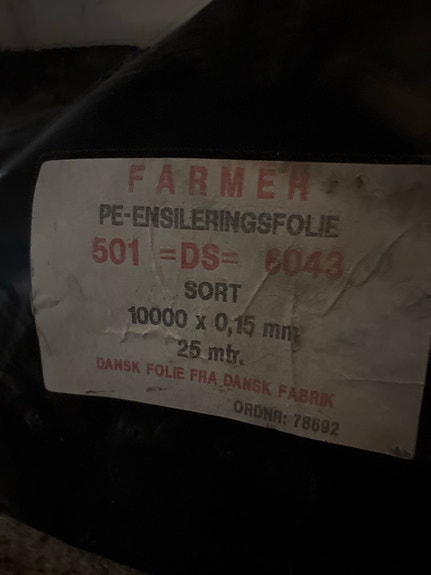 FARMER
PE-ENSILERINGSFOLIE
501 =DS= 6043
SORT
10000 x 0,15 mm
25 mtr.
DANSK FOLIE FRA DANSK FABRIK
ORDNR: 78692